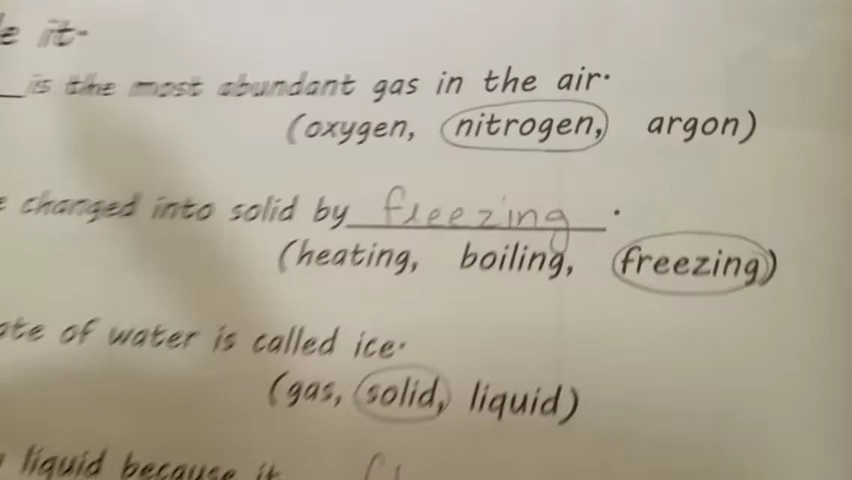 it.
is the most abundant gas in the air.
(oxygen, nitrogen, argon)
changed into solid by freezing.
(heating, boiling, freezing)
of water is called ice.
(gas, solid, liquid)
liquid because it